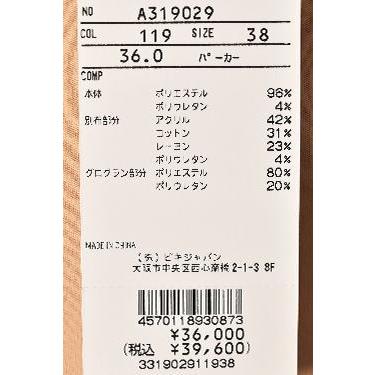 NO A319029
COL 119 SIZE 38
36.0 パーカー
COMP
本体 ポリエステル 96%
ポリウレタン 4%
別布部分 アクリル 42%
コットン 31%
レーヨン 23%
ポリウレタン 4%
グログラン部分 ポリエステル 80%
ポリウレタン 20%
MADE IN CHINA
(株) ピキジャパン
大阪市中央区西心斎橋2-1-3 8F
4570118930873
¥36,000
(税込 ¥39,600)
331902911938